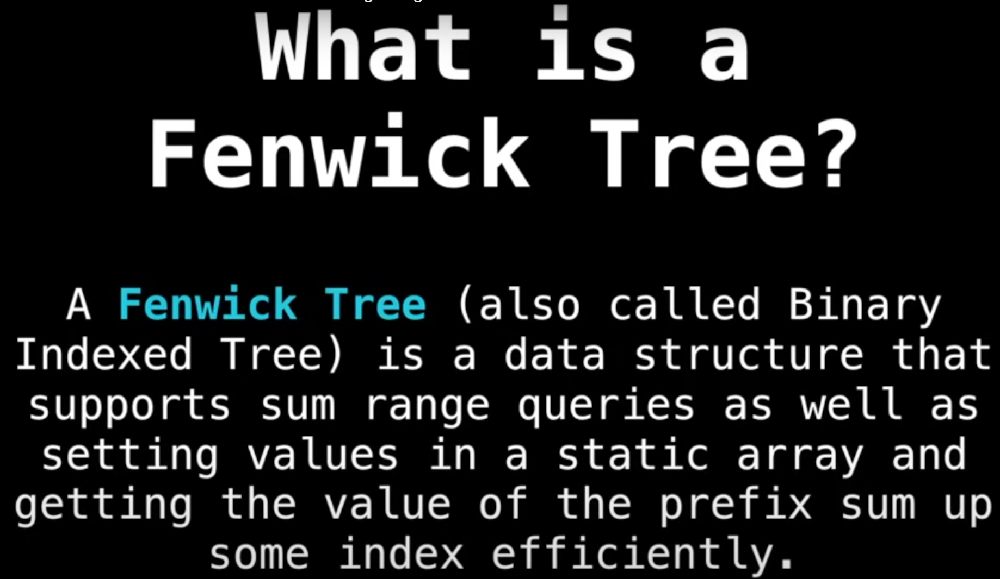 What is a
Fenwick Tree?
A Fenwick Tree (also called Binary
Indexed Tree) is a data structure that
supports sum range queries as well as
setting values in a static array and
getting the value of the prefix sum up
some index efficiently.